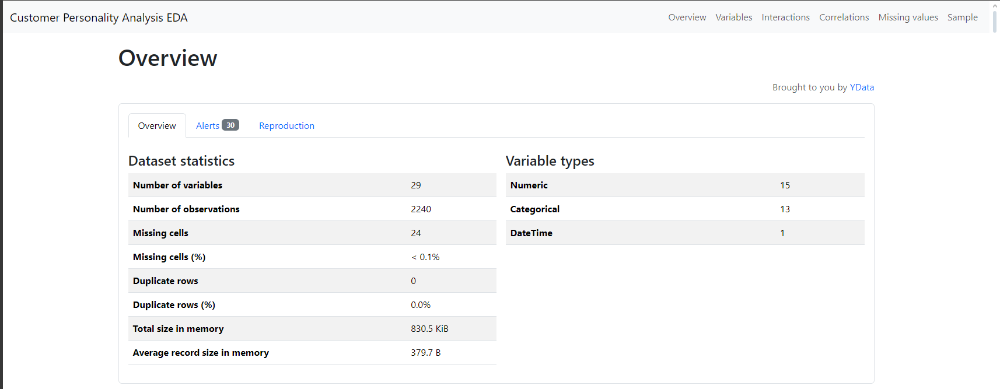 Customer Personality Analysis EDA
Overview Variables Interactions Correlations Missing values Sample
Overview
Brought to you by YData
Overview Alerts 30 Reproduction
Dataset statistics
Number of variables 29
Number of observations 2240
Missing cells 24
Missing cells (%) < 0.1%
Duplicate rows 0
Duplicate rows (%) 0.0%
Total size in memory 830.5 KiB
Average record size in memory 379.7 B
Variable types
Numeric 15
Categorical 13
DateTime 1